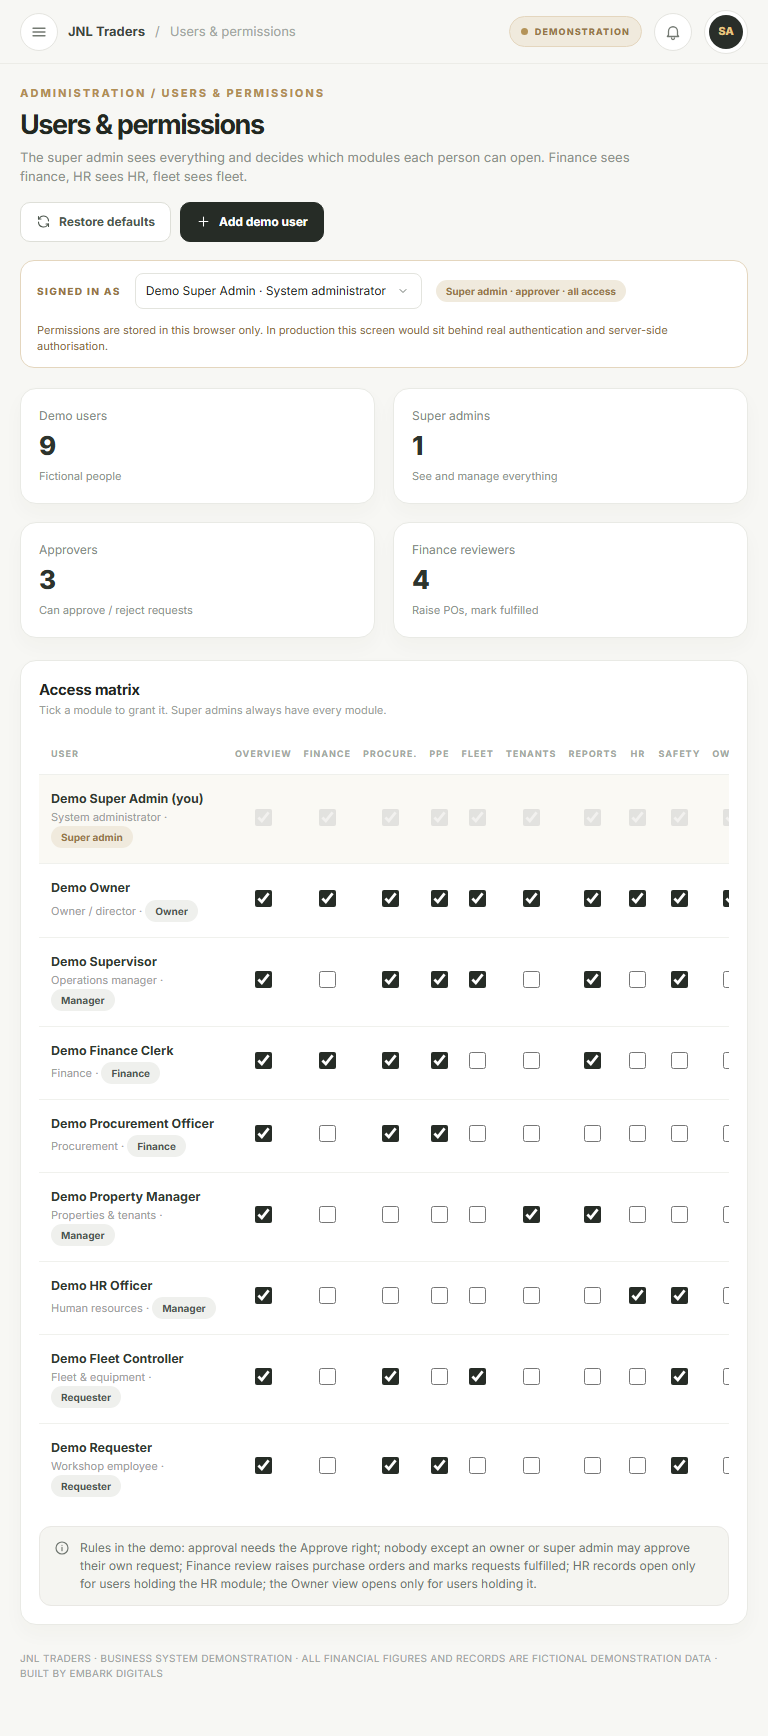 JNL Traders / Users & permissions
DEMONSTRATION
SA
ADMINISTRATION / USERS & PERMISSIONS
Users & permissions
The super admin sees everything and decides which modules each person can open. Finance sees
finance, HR sees HR, fleet sees fleet.
Restore defaults
Add demo user
SIGNED IN AS
Demo Super Admin · System administrator
Super admin · approver · all access
Permissions are stored in this browser only. In production this screen would sit behind real authentication and server-side
authorisation.
Demo users
9
Fictional people
Super admins
1
See and manage everything
Approvers
3
Can approve / reject requests
Finance reviewers
4
Raise POs, mark fulfilled
Access matrix
Tick a module to grant it. Super admins always have every module.
USER OVERVIEW FINANCE PROCURE. PPE FLEET TENANTS REPORTS HR SAFETY OW
Demo Super Admin (you)
System administrator ·
Super admin
Demo Owner
Owner / director · Owner
Demo Supervisor
Operations manager ·
Manager
Demo Finance Clerk
Finance · Finance
Demo Procurement Officer
Procurement · Finance
Demo Property Manager
Properties & tenants ·
Manager
Demo HR Officer
Human resources · Manager
Demo Fleet Controller
Fleet & equipment ·
Requester
Demo Requester
Workshop employee ·
Requester
Rules in the demo: approval needs the Approve right; nobody except an owner or super admin may approve
their own request; Finance review raises purchase orders and marks requests fulfilled; HR records open only
for users holding the HR module; the Owner view opens only for users holding it.
JNL TRADERS · BUSINESS SYSTEM DEMONSTRATION · ALL FINANCIAL FIGURES AND RECORDS ARE FICTIONAL DEMONSTRATION DATA ·
BUILT BY EMBARK DIGITALS